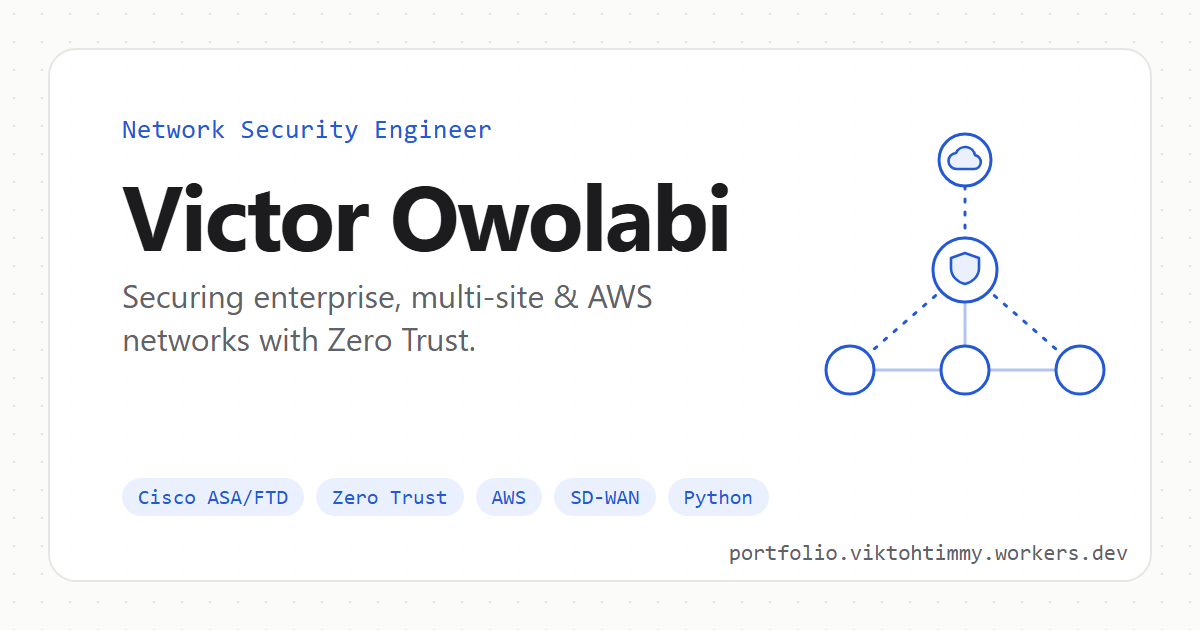 Network Security Engineer
Victor Owolabi
Securing enterprise, multi-site & AWS
networks with Zero Trust.
Cisco ASA/FTD
Zero Trust
AWS
SD-WAN
Python
portfolio.viktohtimmy.workers.dev